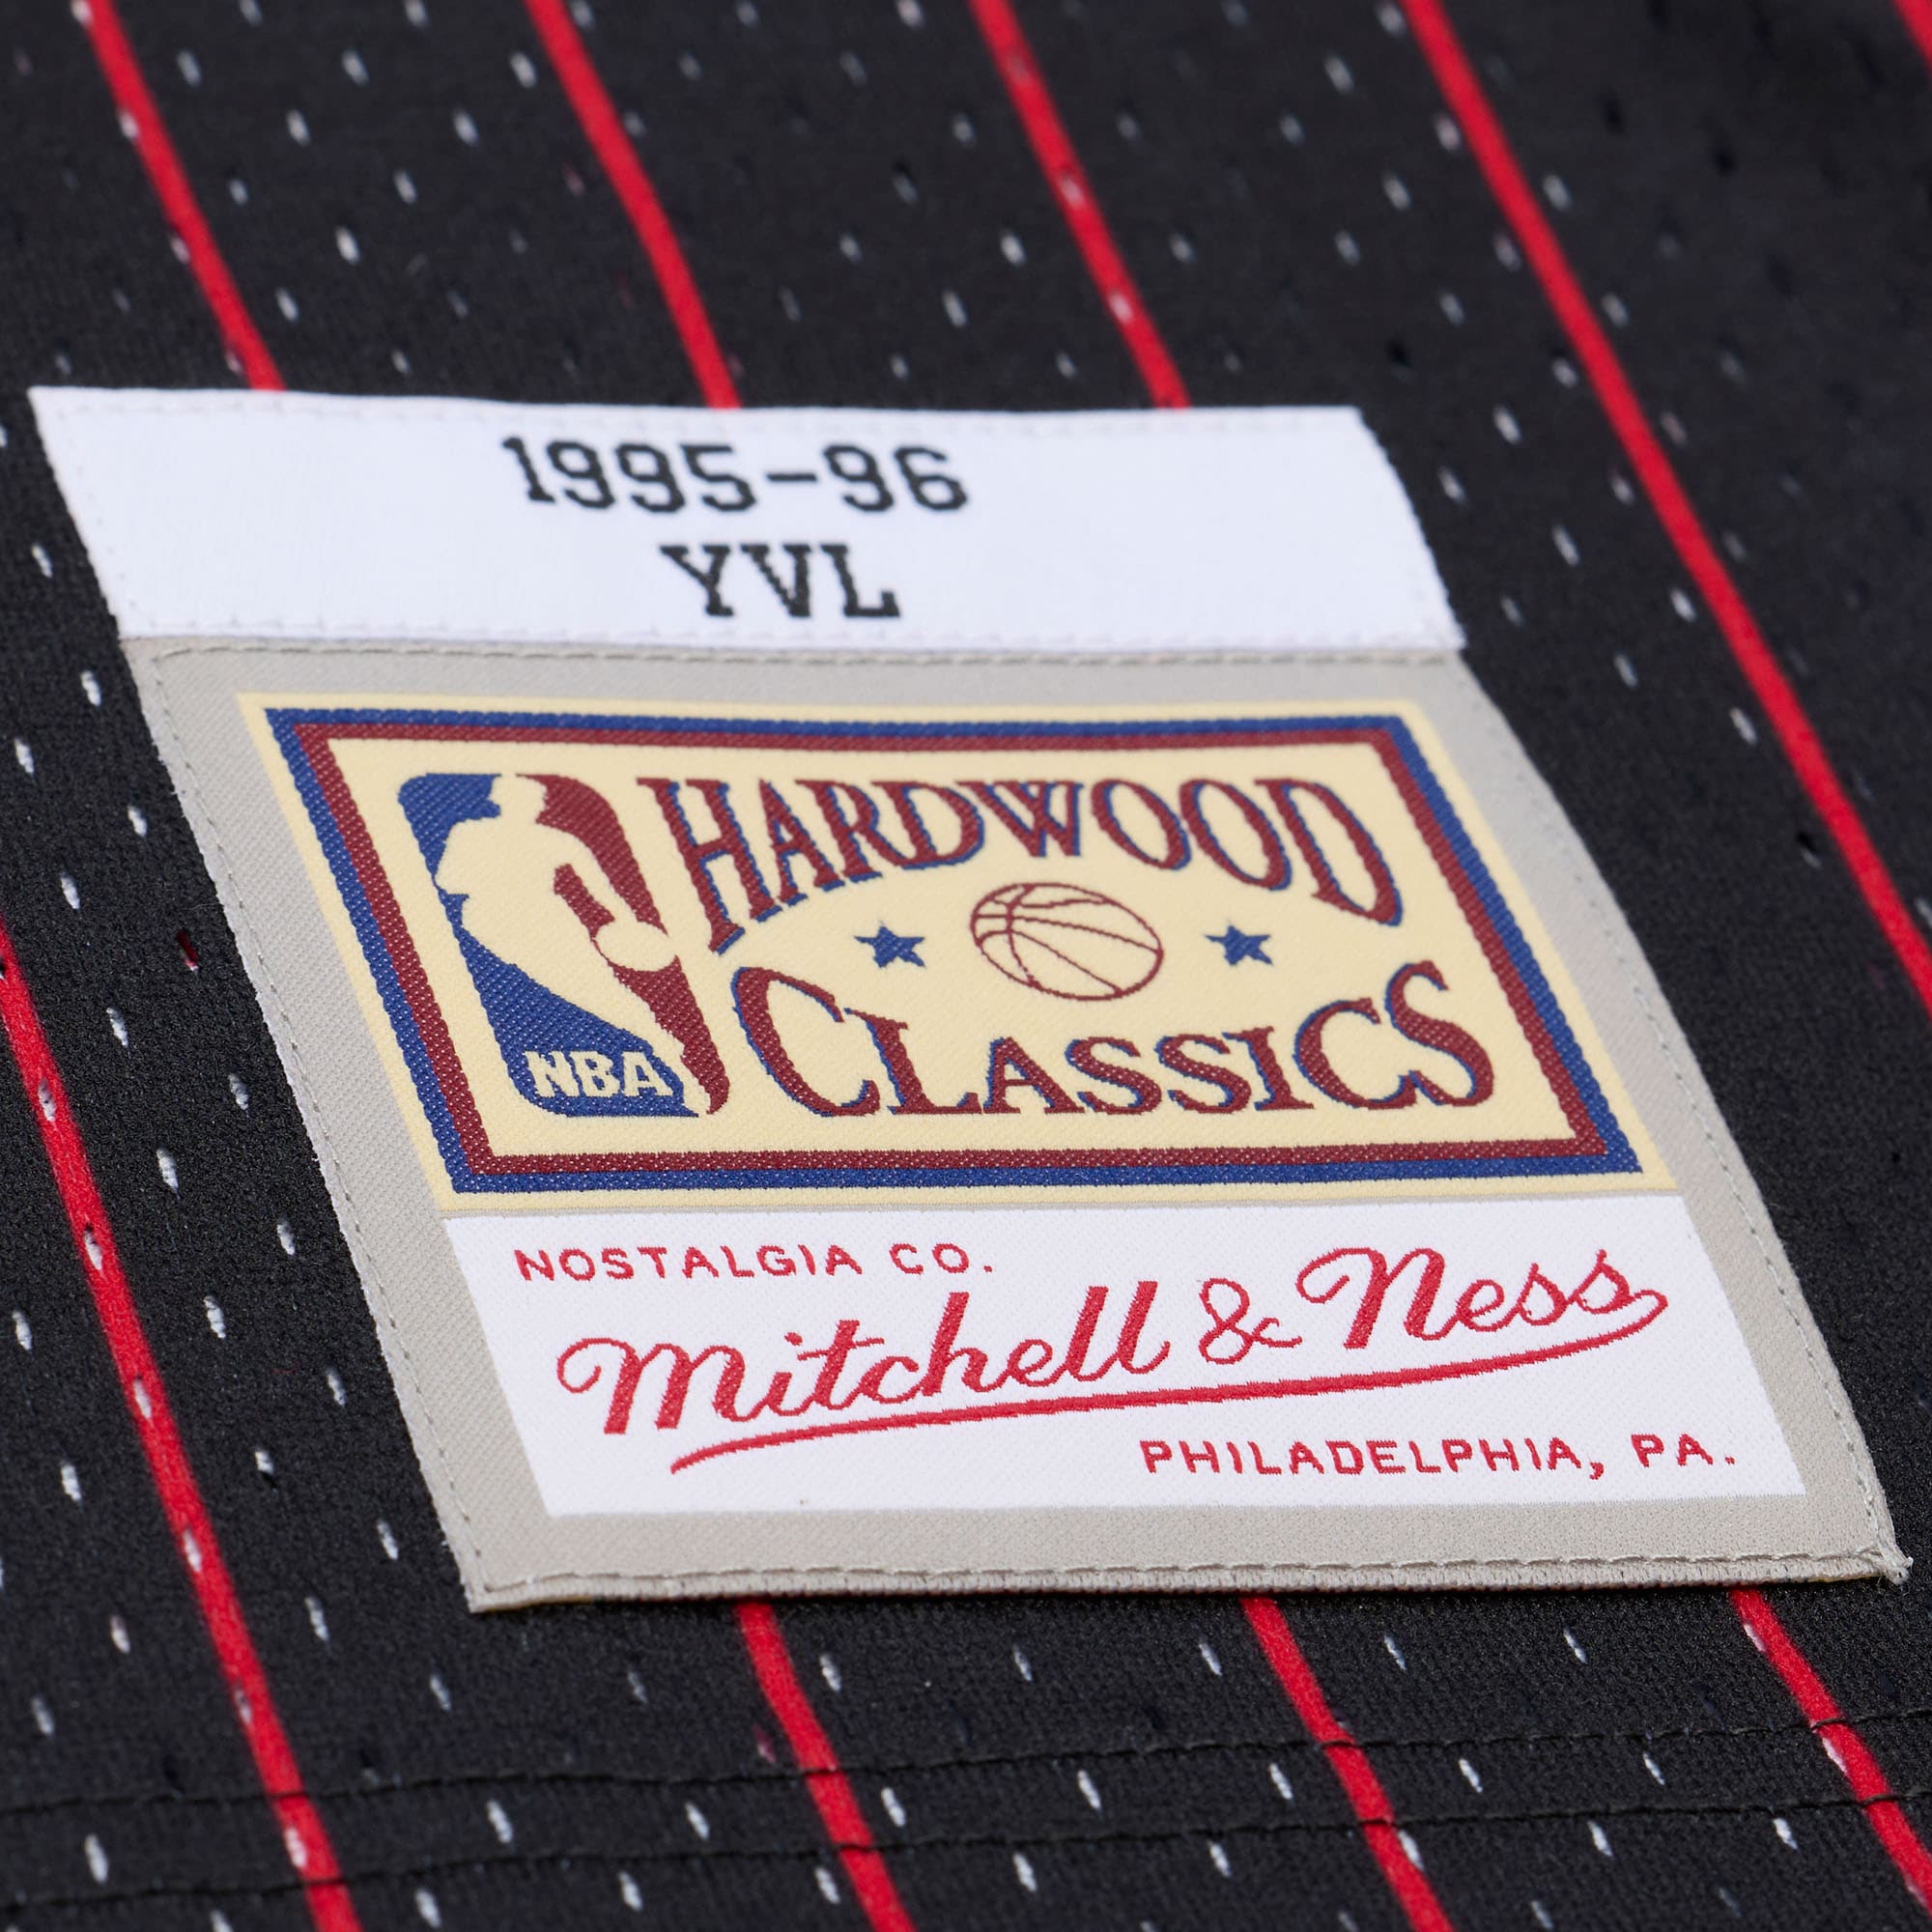 1995-96
YVL
HARDWOOD
CLASSICS
NBA
NOSTALGIA CO.
Mitchell & Ness
PHILADELPHIA, PA.